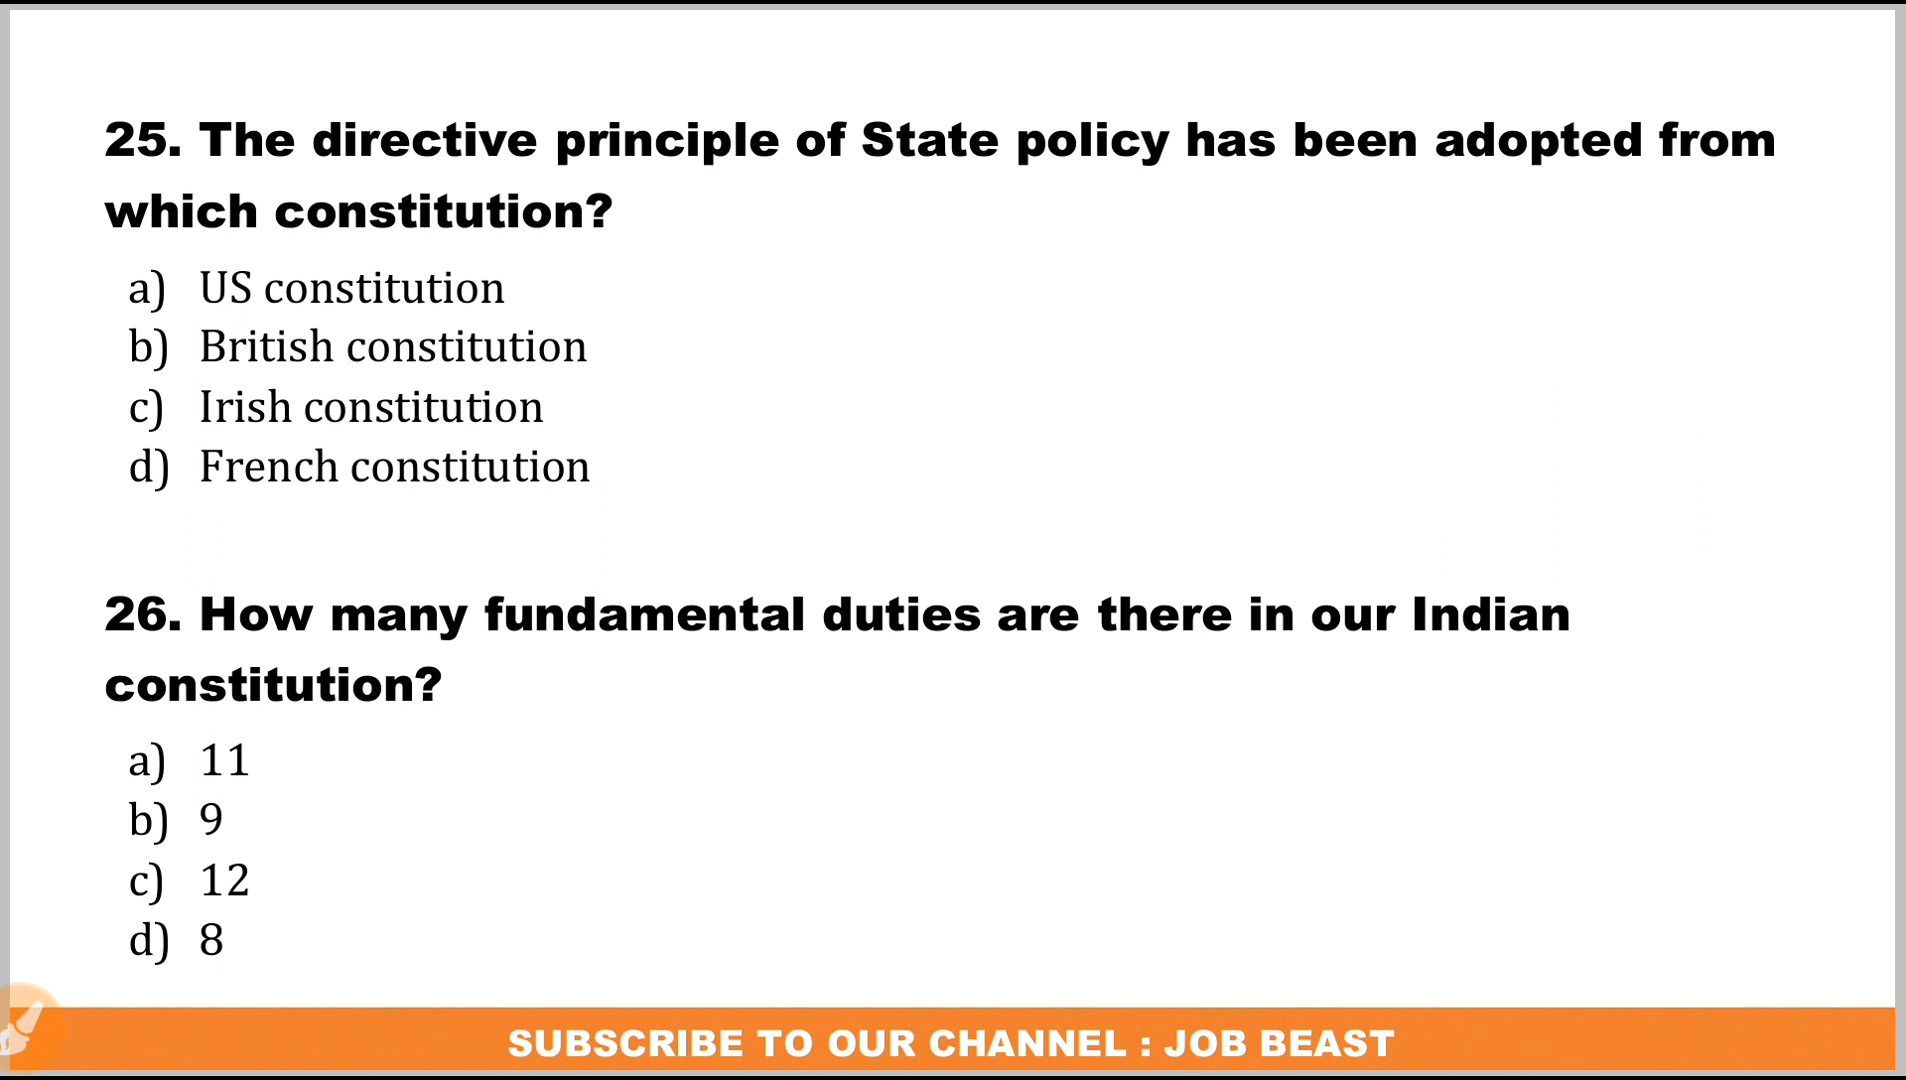 25. The directive principle of State policy has been adopted from
which constitution?
a) US constitution
b) British constitution
c) Irish constitution
d) French constitution
26. How many fundamental duties are there in our Indian
constitution?
a) 11
b) 9
c) 12
d) 8
SUBSCRIBE TO OUR CHANNEL : JOB BEAST